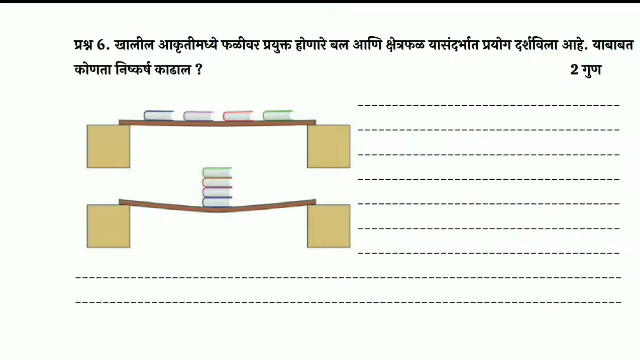 प्रश्न 6. खालील आकृतीमध्ये फळीवर प्रयुक्त होणारे बल आणि क्षेत्रफळ यासंदर्भात प्रयोग दर्शविला आहे. याबाबत
कोणता निष्कर्ष काढाल ? 2 गुण